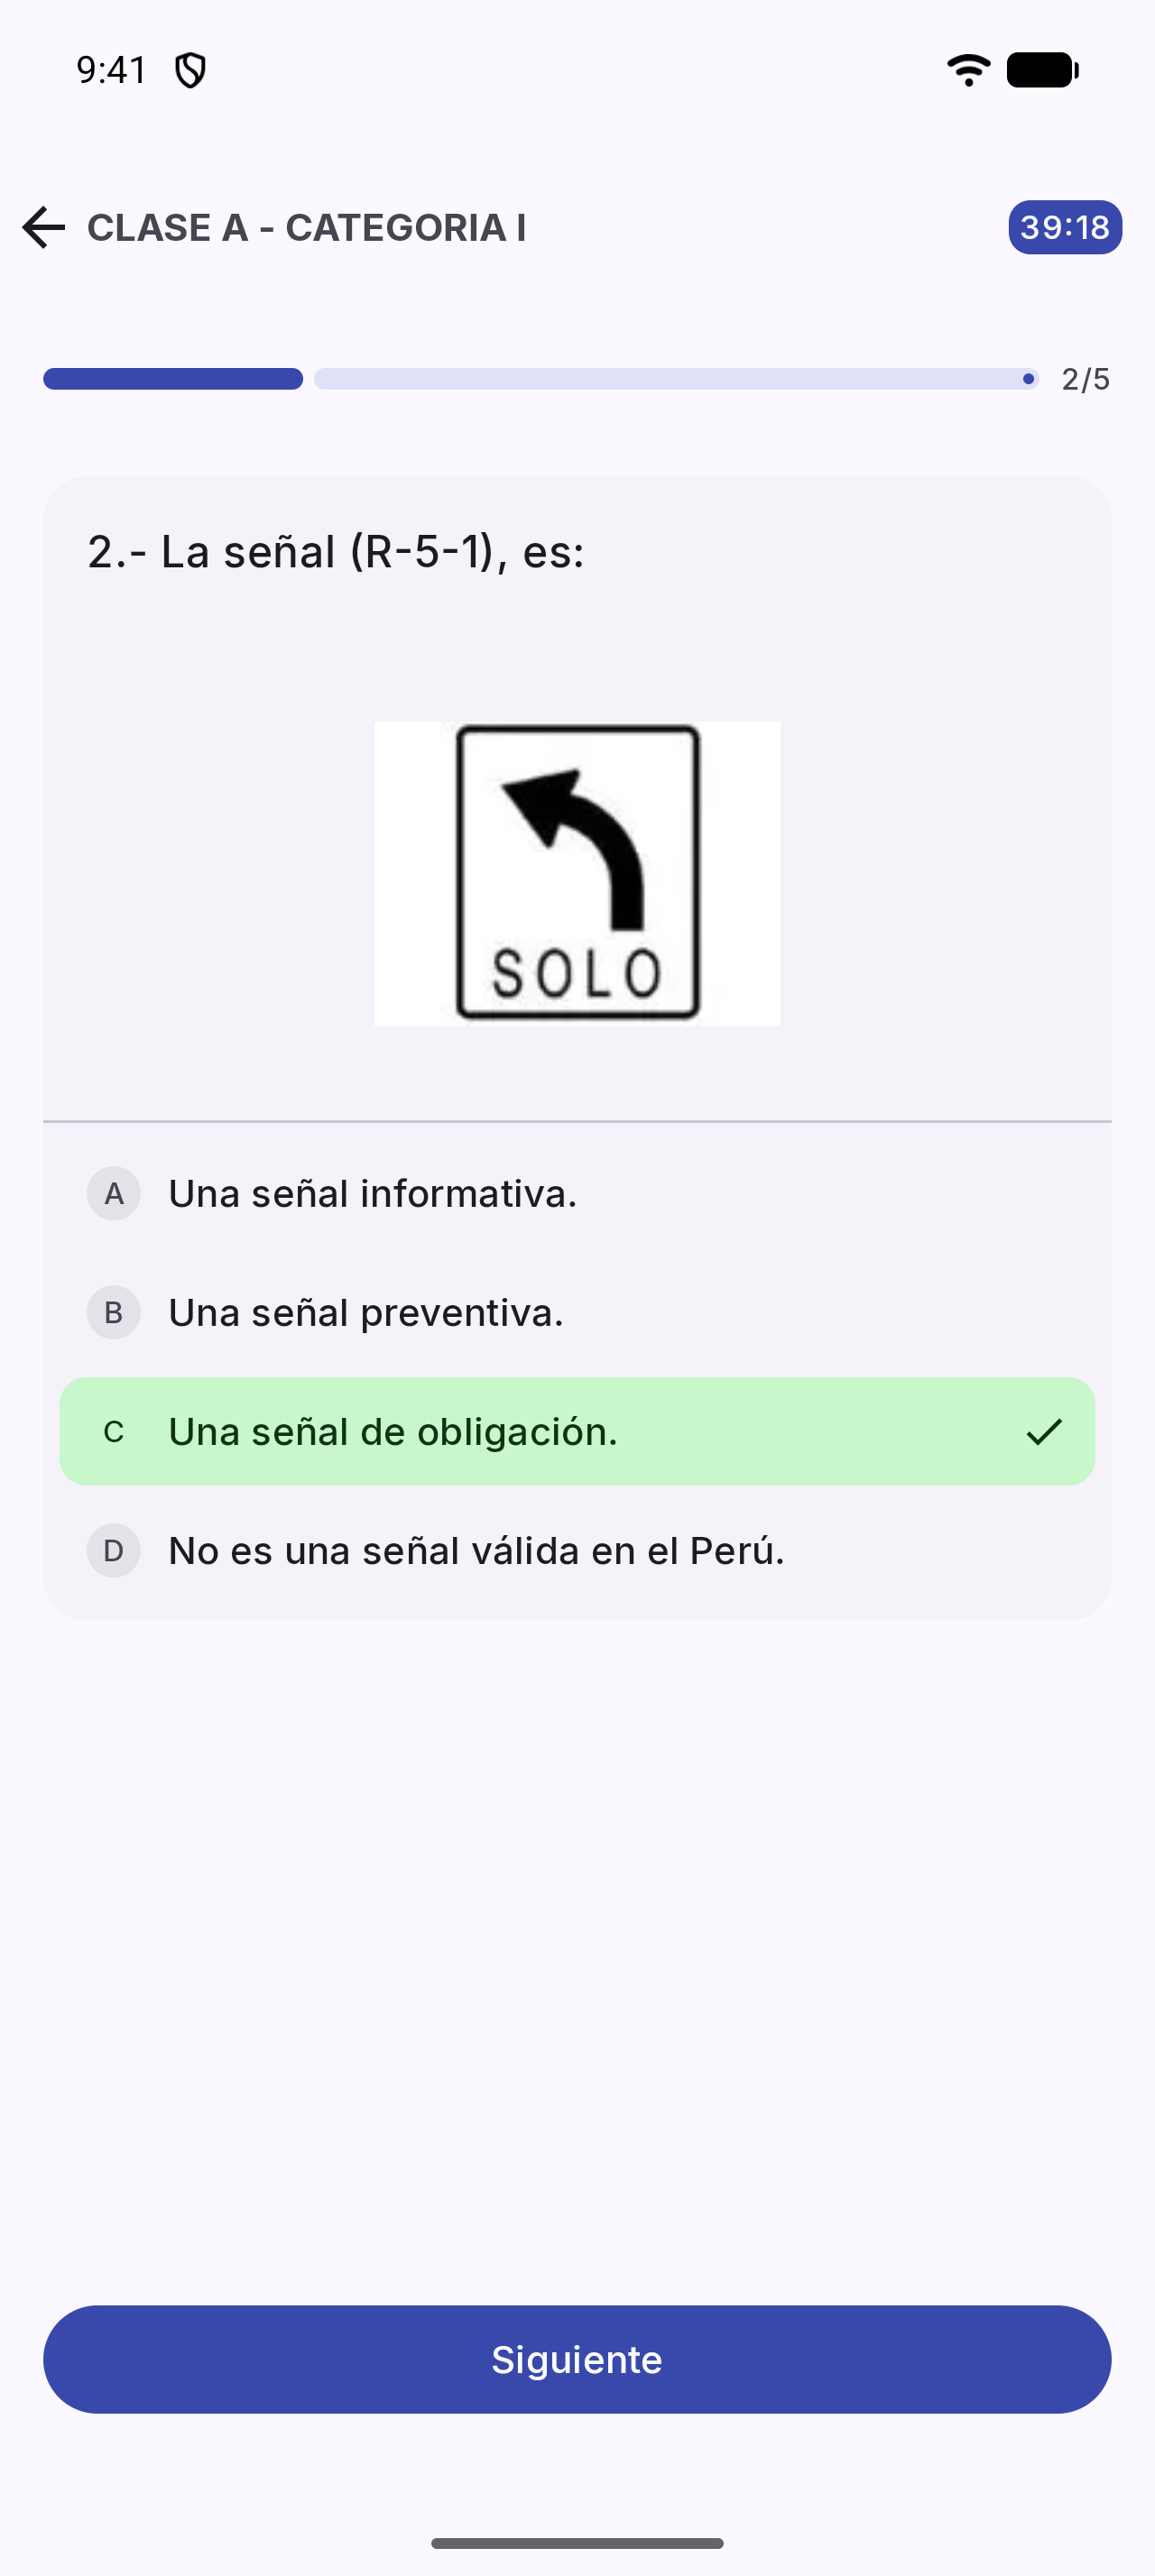 9:41
CLASE A - CATEGORIA I
39:18
2/5
2.- La señal (R-5-1), es:
SOLO
A Una señal informativa.
B Una señal preventiva.
C Una señal de obligación.
D No es una señal válida en el Perú.
Siguiente